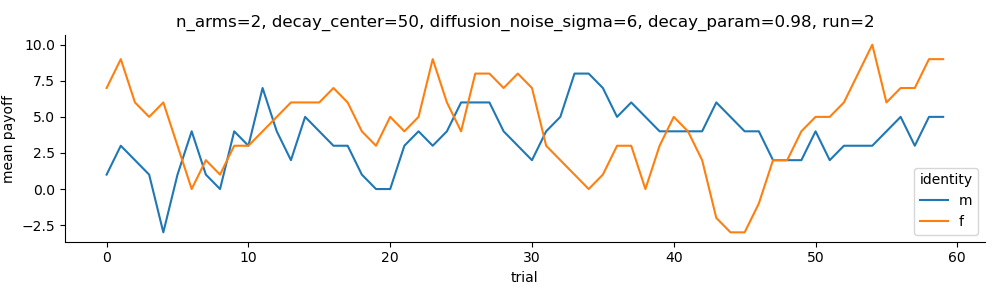 n_arms=2, decay_center=50, diffusion_noise_sigma=6, decay_param=0.98, run=2
mean payoff
10.0
7.5
5.0
2.5
0.0
−2.5
identity
m
f
0
10
20
30
40
50
60
trial